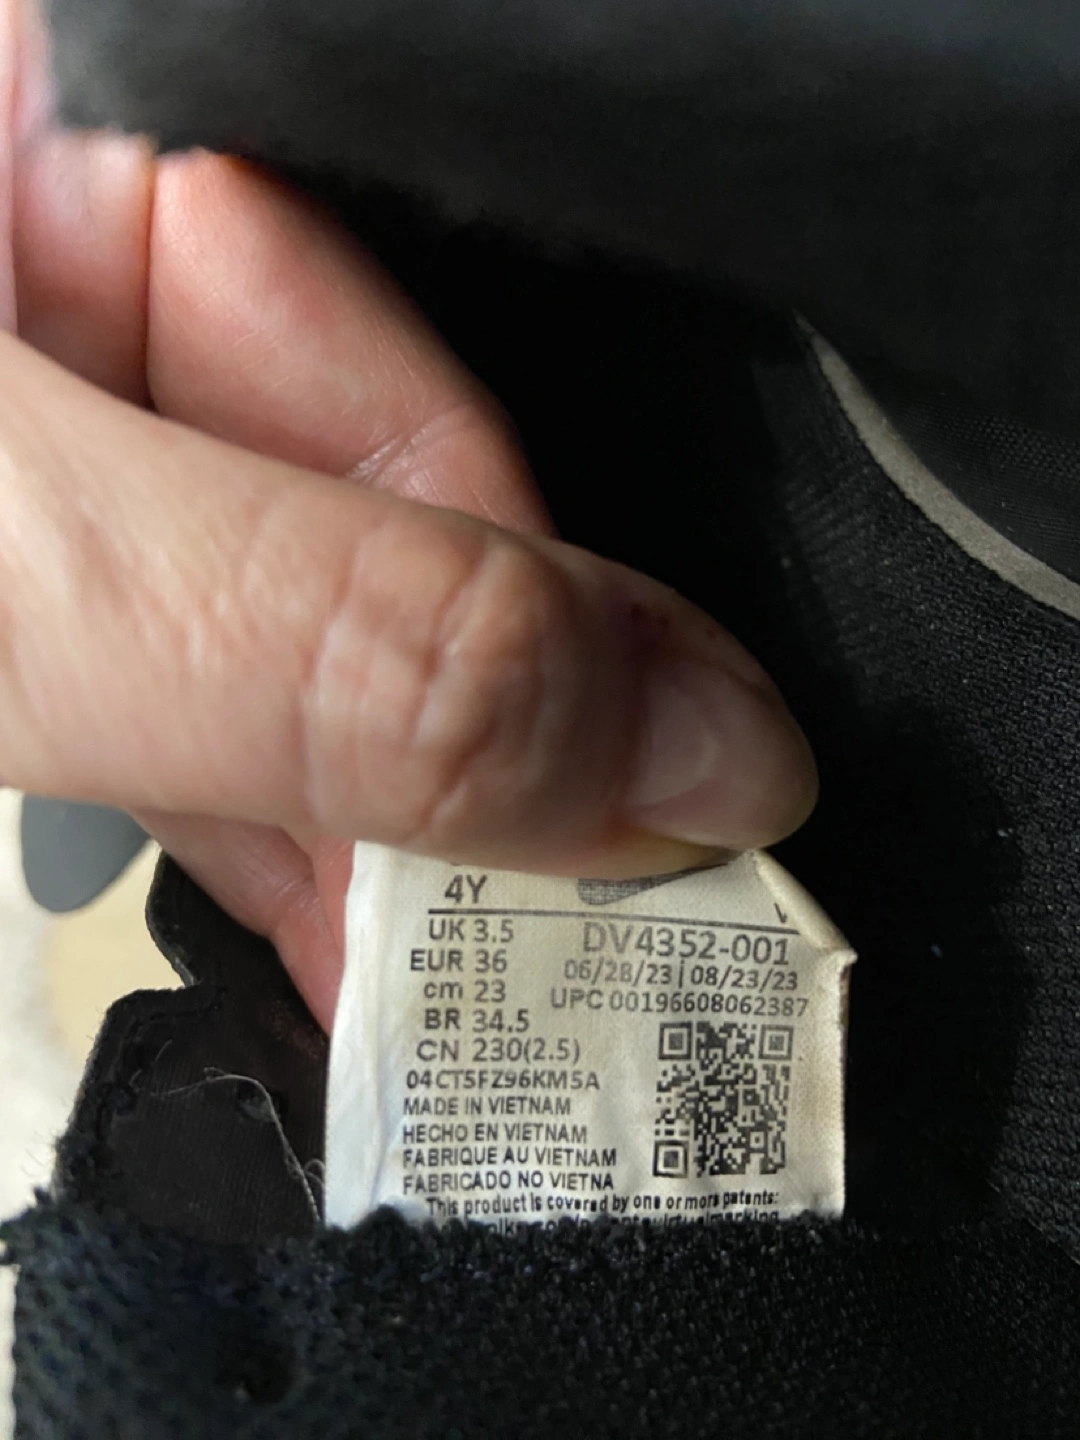 4Y
UK 3.5
EUR 36
cm 23
BR 34.5
CN 230(2.5)
DV4352-001
06/28/23 | 08/23/23
UPC 00196608062387
04CT5FZ96KM5A
MADE IN VIETNAM
HECHO EN VIETNAM
FABRIQUE AU VIETNAM
FABRICADO NO VIETNA
This product is covered by one or more patents: